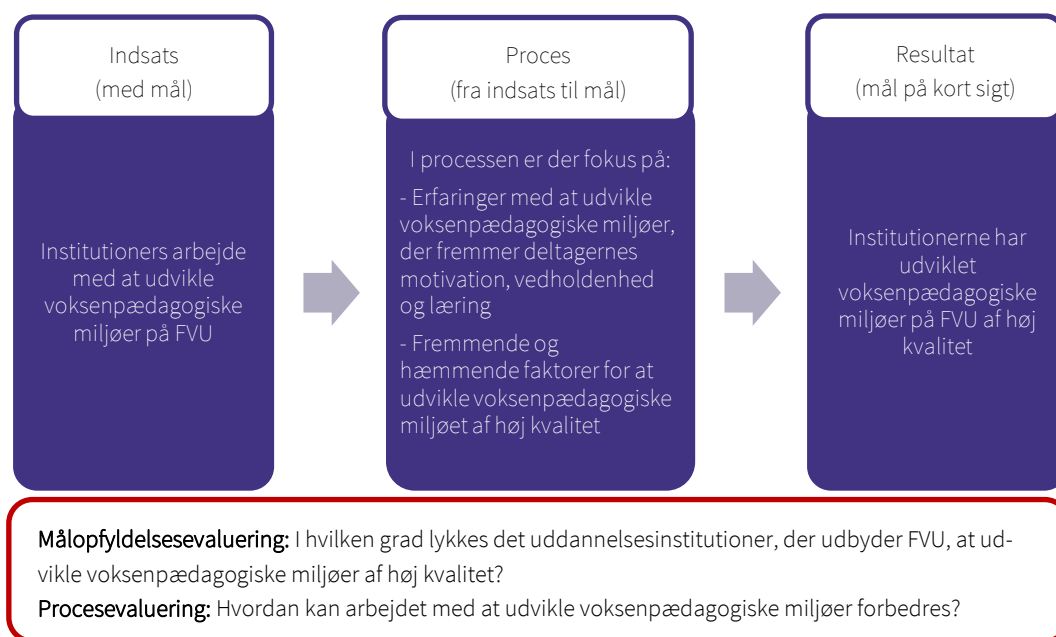 Indsats
(med mål)
Institutioners arbejde
med at udvikle
voksenpædagogiske
miljøer på FVU
Proces
(fra indsats til mål)
I processen er der fokus på:
- Erfaringer med at udvikle
voksenpædagogiske miljøer,
der fremmer deltagernes
motivation, vedholdenhed
og læring
- Fremmende og
hæmmende faktorer for at
udvikle voksenpædagogiske
miljøet af høj kvalitet
Resultat
(mål på kort sigt)
Institutionerne har
udviklet
voksenpædagogiske
miljøer på FVU af høj
kvalitet
Målopfyldelsesevaluering: I hvilken grad lykkes det uddannelsesinstitutioner, der udbyder FVU, at ud-
vikle voksenpædagogiske miljøer af høj kvalitet?
Procesevaluering: Hvordan kan arbejdet med at udvikle voksenpædagogiske miljøer forbedres?